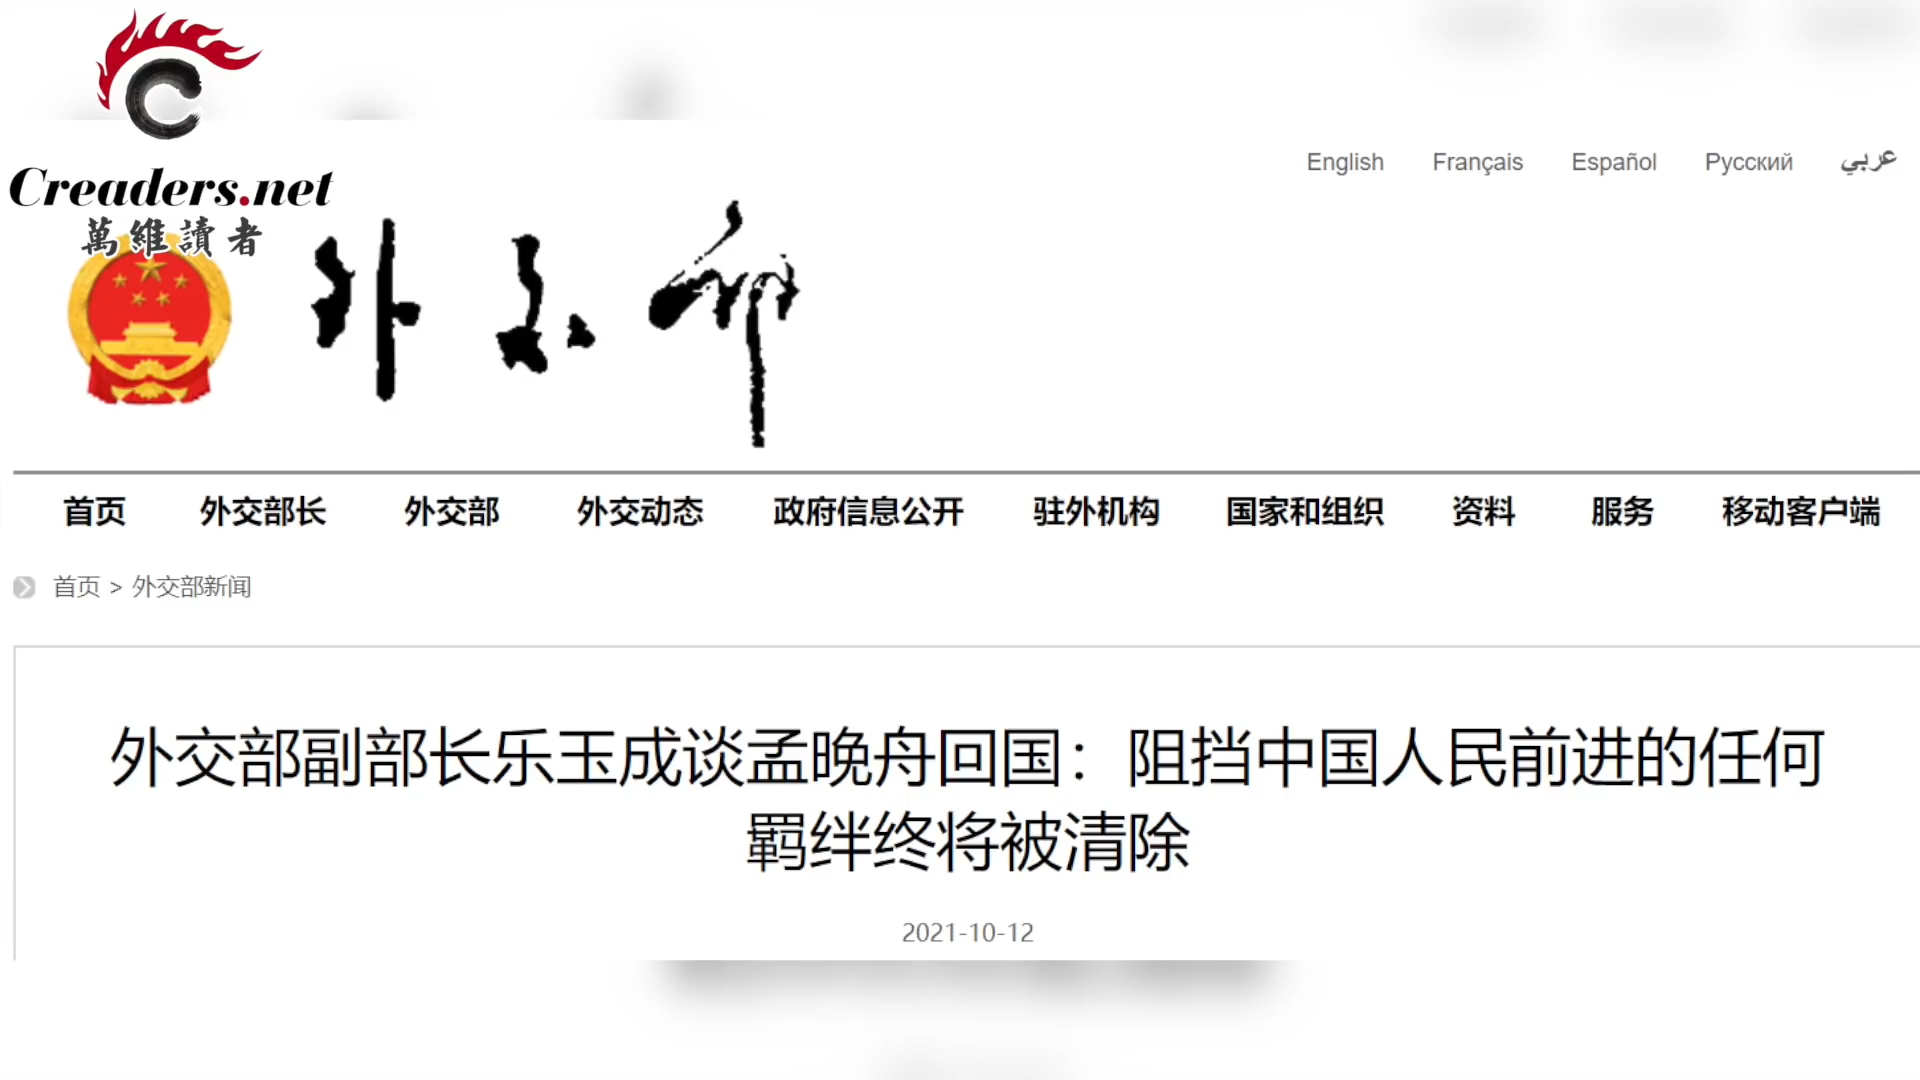 Creaders.net
萬維讀者
English Français Español Русский عربي
外交部
首页 外交部长 外交部 外交动态 政府信息公开 驻外机构 国家和组织 资料 服务 移动客户端
首页 > 外交部新闻
外交部副部长乐玉成谈孟晚舟回国：阻挡中国人民前进的任何
羁绊终将被清除
2021-10-12